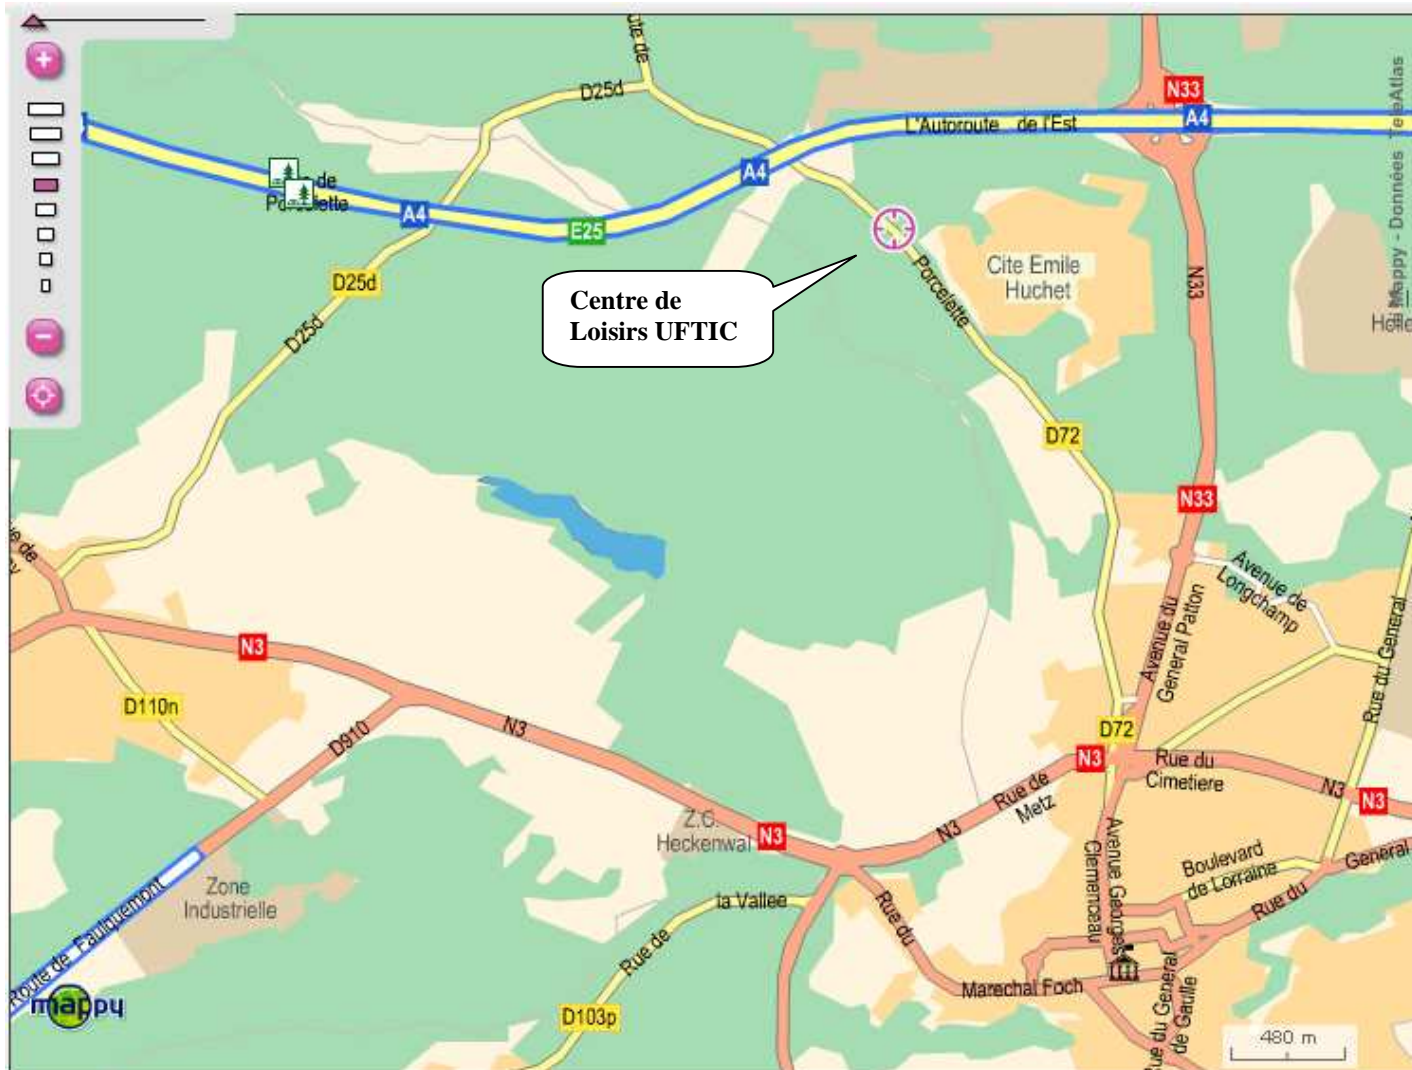 ute de
D25d
N33
A4
L'Autoroute de l'Est
A4
de
Porcelette
A4
E25
D25d
D25d
Porcelette
Cite Emile
Huchet
N33
Centre de
Loisirs UFTIC
Mappy - Données TeleAtlas
D72
N33
Avenue de
Longchamp
Avenue du
General Patton
Rue du General
N3
D110n
D910
N3
D72
N3
Rue du
Cimetiere
N3
N3
Rue de
Metz
N3
Z.C.
Heckenwal
N3
Avenue Georges
Clemenceau
Boulevard
de Lorraine
General
Rue du
Zone
Industrielle
la Vallee
Rue de
Rue du
Marechal Foch
Route de Faulquemont
mappy
D103p
Rue du General
de Gaulle
480 m